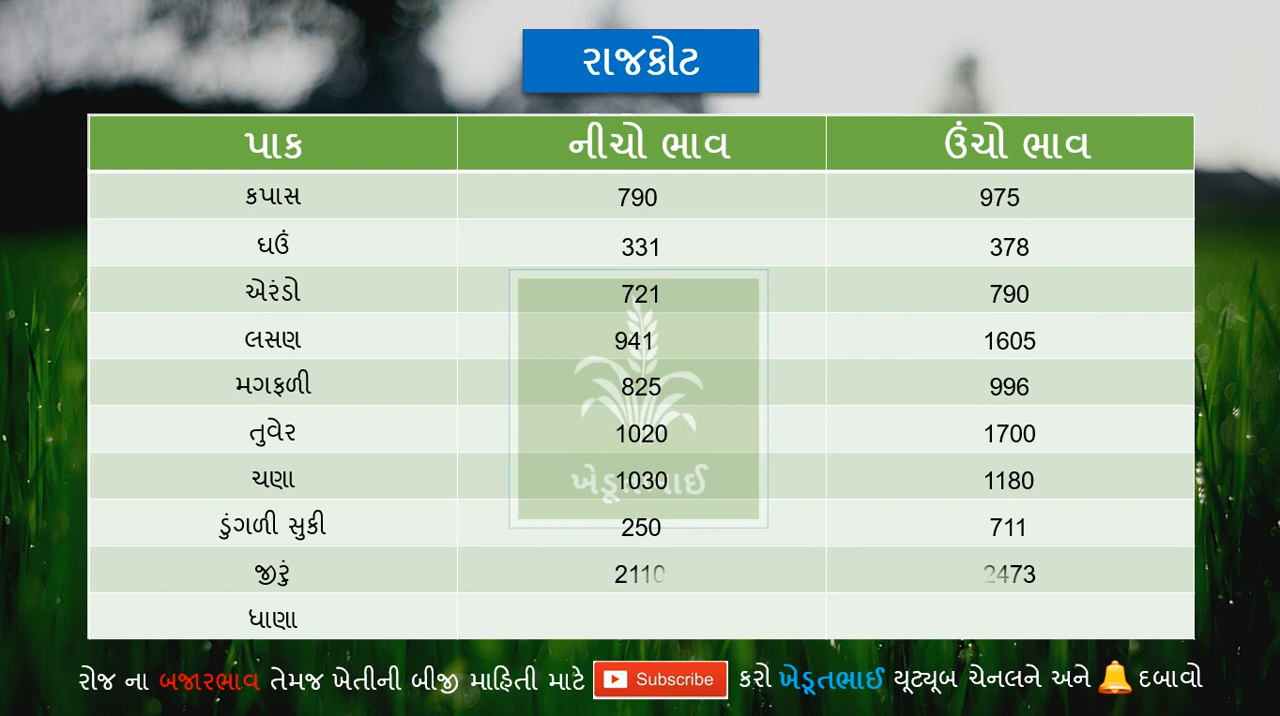 રાજકોટ
પાક નીચો ભાવ ઉંચો ભાવ
કપાસ 790 975
ઘઉં 331 378
એરંડો 721 790
લસણ 941 1605
મગફળી 825 996
તુવેર 1020 1700
ચણા 1030 1180
ડુંગળી સુકી 250 711
જીરું 2110 2473
ધાણા
ખેડૂતભાઈ
રોજ ના બજારભાવ તેમજ ખેતીની બીજી માહિતી માટે Subscribe કરો ખેડૂતભાઈ યૂટ્યૂબ ચેનલને અને દબાવો